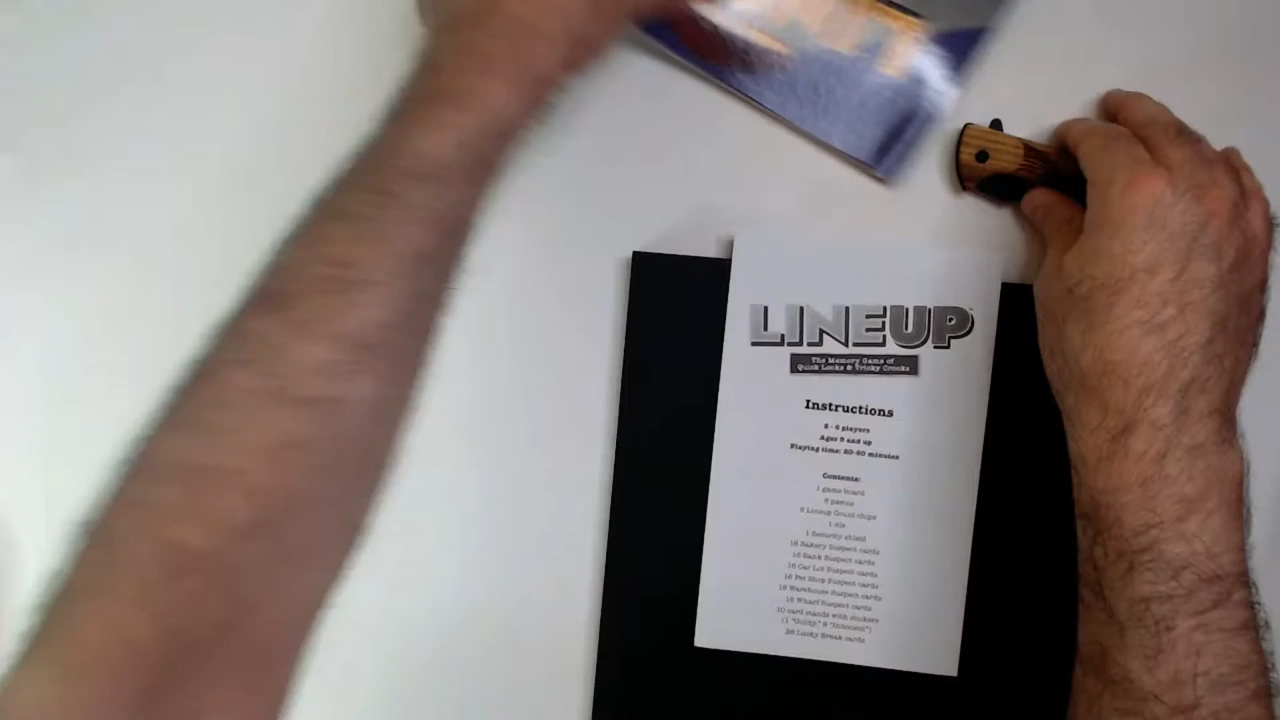 LINEUP™
The Memory Game of
Quick Looks & Tricky Crooks
Instructions
2 - 6 players
Ages 8 and up
Playing time: 20-60 minutes
Contents:
1 game board
6 pawns
6 Lineup Count chips
1 die
1 Security shield
16 Bakery Suspect cards
16 Bank Suspect cards
16 Car Lot Suspect cards
16 Pet Shop Suspect cards
16 Warehouse Suspect cards
16 Wharf Suspect cards
10 card stands with stickers
(1 "Guilty," 9 "Innocent")
26 Lucky Break cards